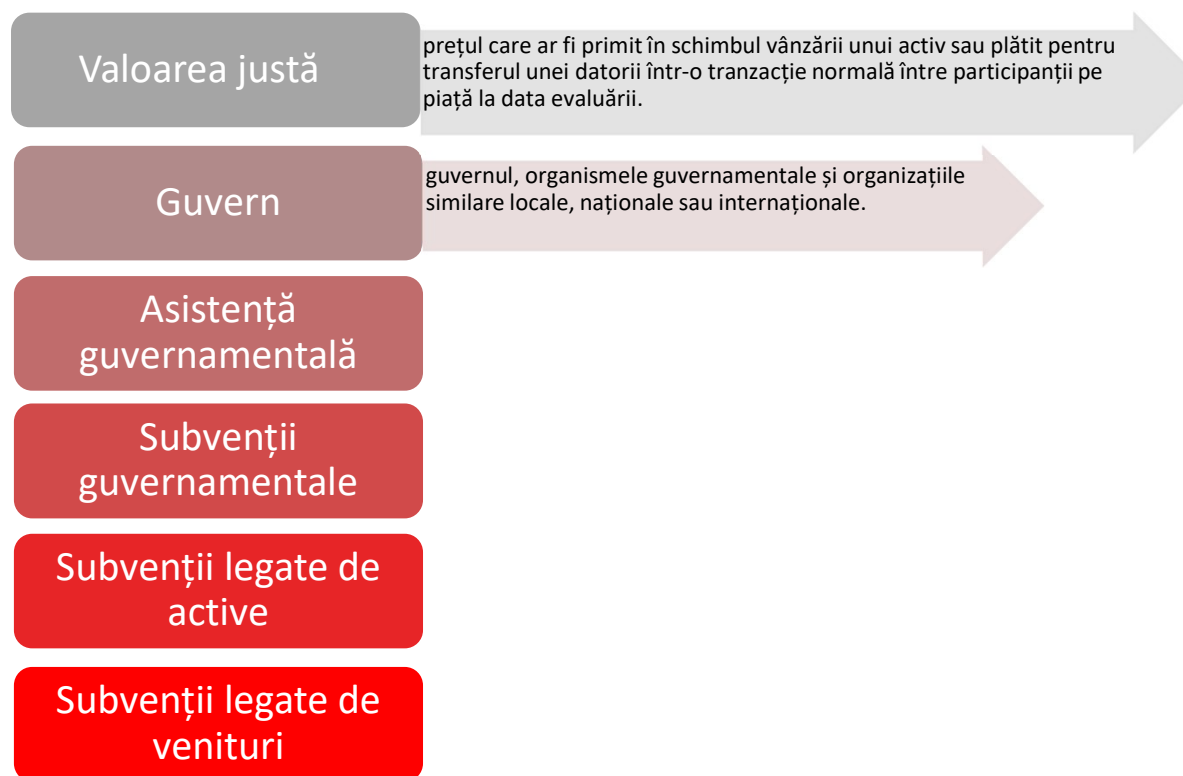 Valoarea justă
prețul care ar fi primit în schimbul vânzării unui activ sau plătit pentru
transferul unei datorii într-o tranzacție normală între participanții pe
piață la data evaluării.
Guvern
guvernul, organismele guvernamentale și organizațiile
similare locale, naționale sau internaționale.
Asistență
guvernamentală
Subvenții
guvernamentale
Subvenții legate de
active
Subvenții legate de
venituri